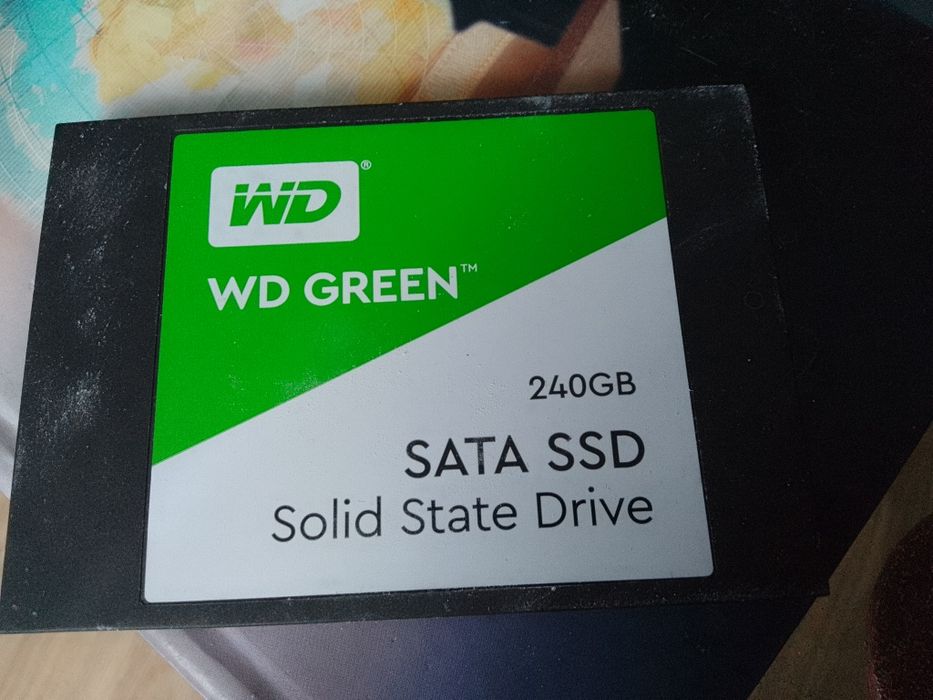 WD®
WD GREEN™
240GB
SATA SSD
Solid State Drive